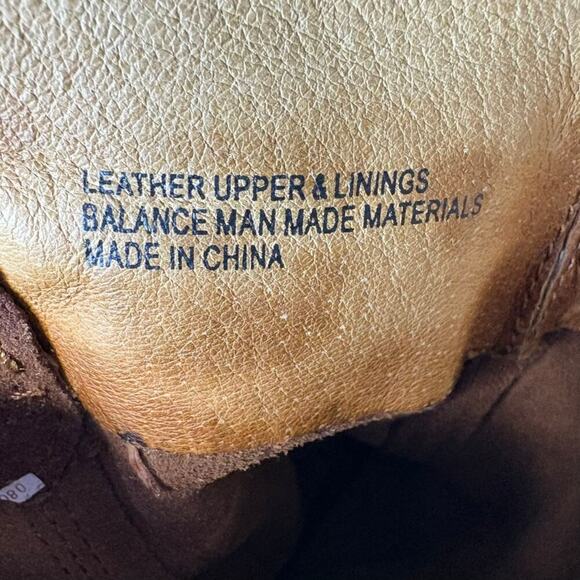 LEATHER UPPER & LININGS
BALANCE MAN MADE MATERIALS
MADE IN CHINA